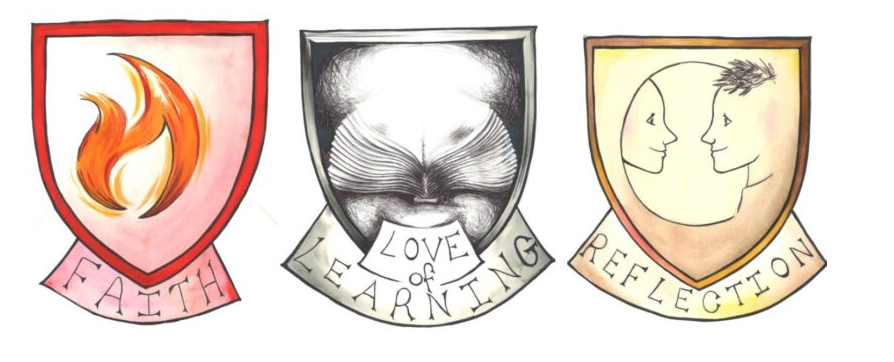 FAITH
LOVE
of
LEARNING
REFLECTION